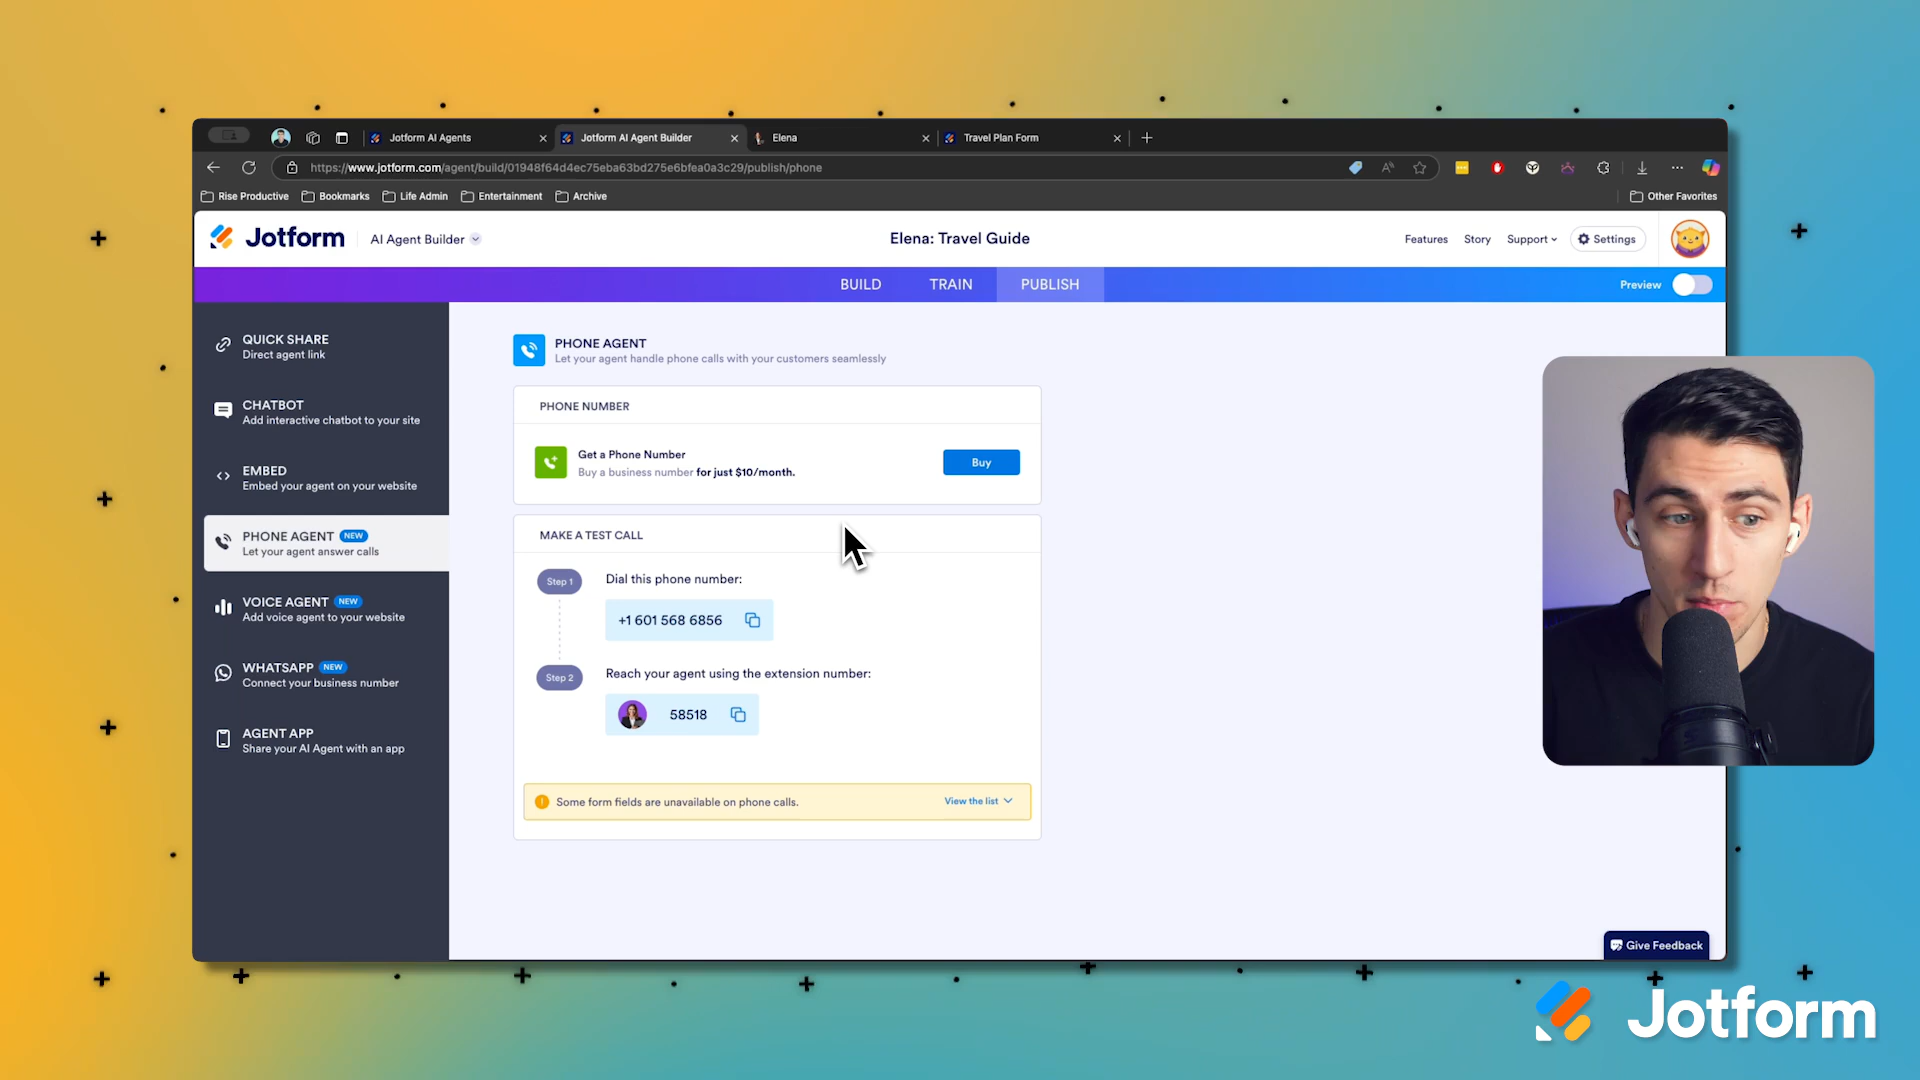 Jotform AI Agents
Jotform AI Agent Builder
Elena
Travel Plan Form
https://www.jotform.com/agent/build/01948f64d4ec75eba63bd275e6bfea0a3c29/publish/phone
Rise Productive
Bookmarks
Life Admin
Entertainment
Archive
Other Favorites
Jotform
AI Agent Builder
Elena: Travel Guide
Features
Story
Support
Settings
BUILD
TRAIN
PUBLISH
Preview
QUICK SHARE
Direct agent link
CHATBOT
Add interactive chatbot to your site
EMBED
Embed your agent on your website
PHONE AGENT NEW
Let your agent answer calls
VOICE AGENT NEW
Add voice agent to your website
WHATSAPP NEW
Connect your business number
AGENT APP
Share your AI Agent with an app
PHONE AGENT
Let your agent handle phone calls with your customers seamlessly
PHONE NUMBER
Get a Phone Number
Buy a business number for just $10/month.
Buy
MAKE A TEST CALL
Step 1
Dial this phone number:
+1 601 568 6856
Step 2
Reach your agent using the extension number:
58518
Some form fields are unavailable on phone calls.
View the list
Give Feedback
Jotform